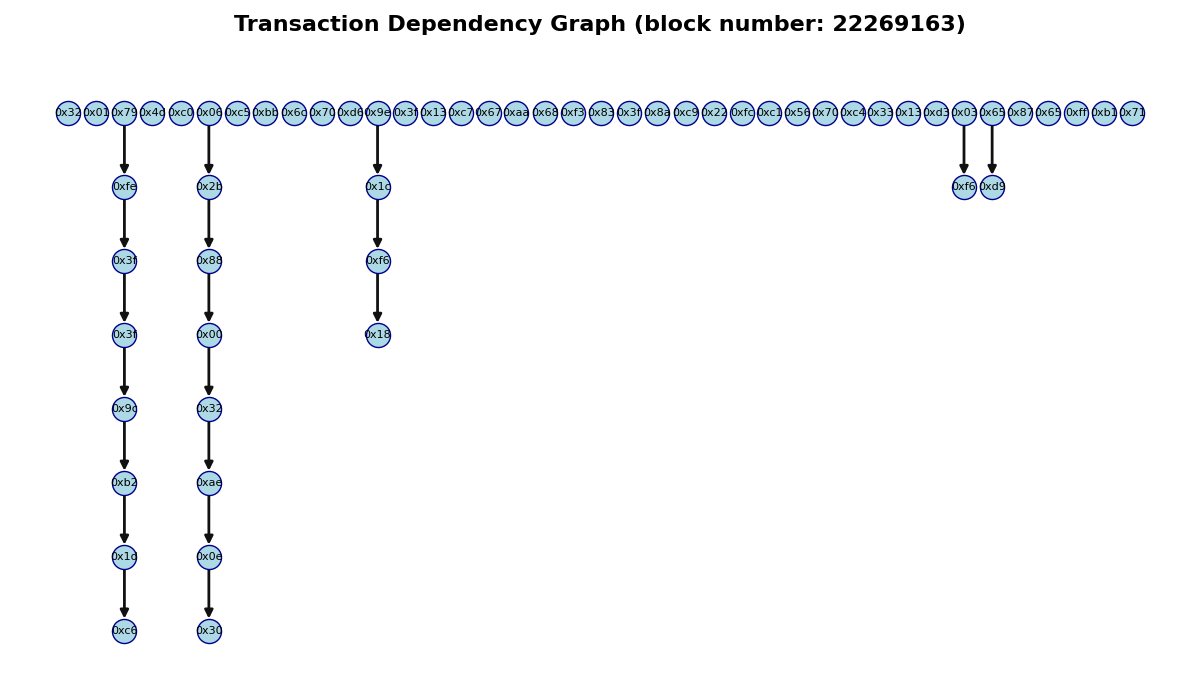 Transaction Dependency Graph (block number: 22269163)
0x32 0x01 0x79 0x4d 0xc0 0x06 0xc5 0xbb 0x6c 0x70 0xd6 0x9e 0x3f 0x13 0xc7 0x67 0xaa 0x68 0xf3 0x83 0x3f 0x8a 0xc9 0x22 0xfc 0xc1 0x56 0x70 0xc4 0x33 0x13 0xd3 0x03 0x65 0x87 0x65 0xff 0xb1 0x71
0xfe 0x2b 0x1c 0xf6 0xd9
0x3f 0x88 0xf6
0x3f 0x00 0x18
0x9c 0x32
0xb2 0xae
0x1d 0x0e
0xc6 0x30